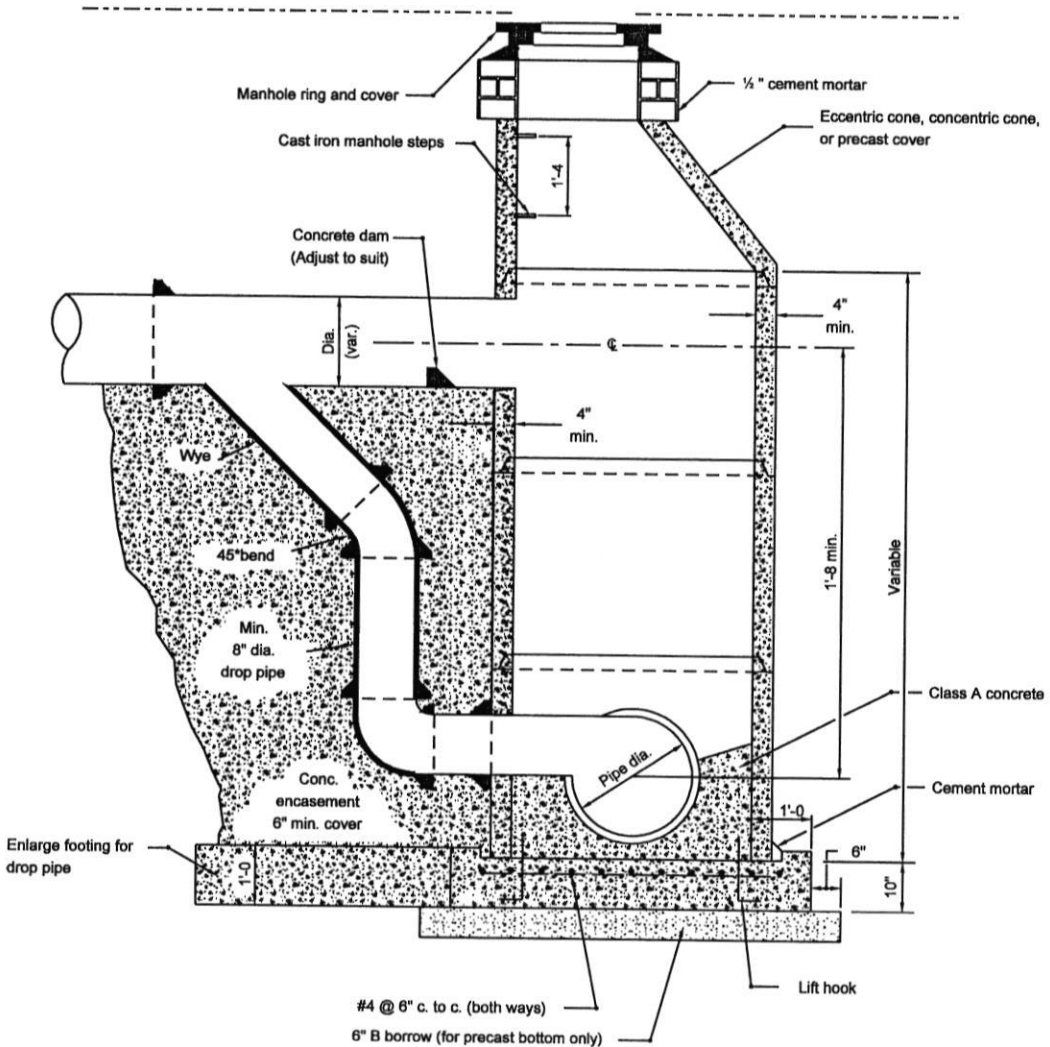 Manhole ring and cover
½ " cement mortar
Eccentric cone, concentric cone,
or precast cover
Cast iron manhole steps
1'-4
Concrete dam
(Adjust to suit)
4"
min.
Dia.
(var.)
℄
4"
min.
Wye
45°bend
1'-8 min.
Variable
Min.
8" dia.
drop pipe
Class A concrete
Pipe dia.
Conc.
encasement
6" min. cover
Cement mortar
1'-0
Enlarge footing for
drop pipe
1'-0
6"
10"
Lift hook
#4 @ 6" c. to c. (both ways)
6" B borrow (for precast bottom only)